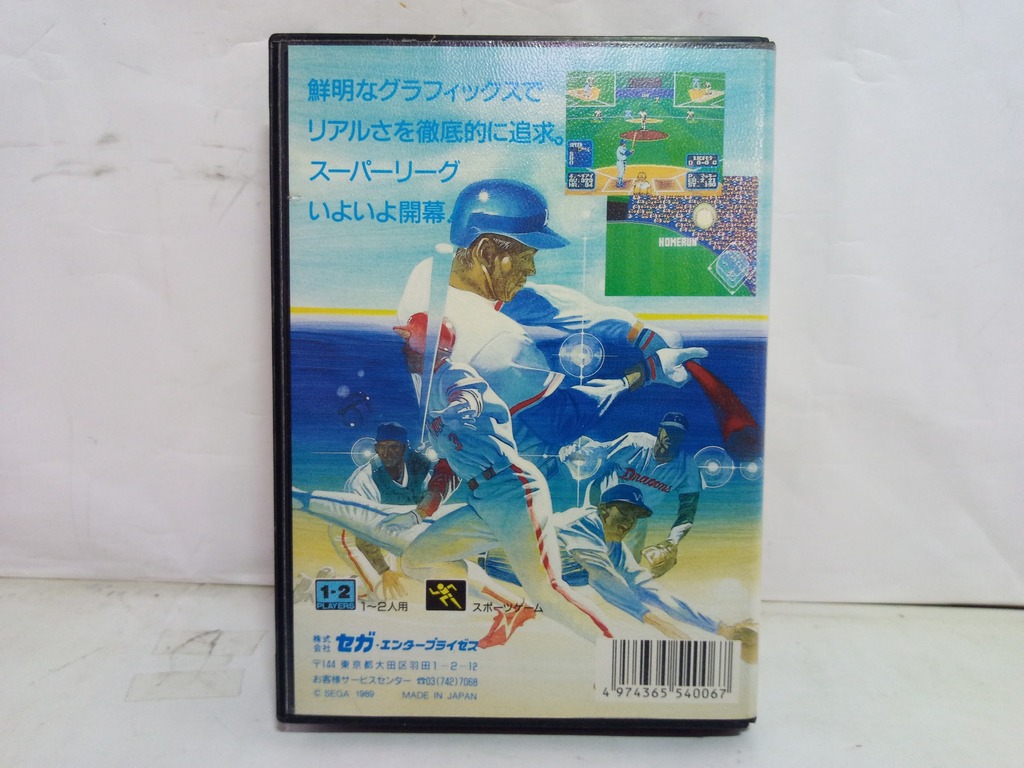 鮮明なグラフィックスで
リアルさを徹底的に追求。
スーパーリーグ
いよいよ開幕。
HOMERUN
Dragons
1-2
PLAYERS
1〜2人用
スポーツゲーム
株式会社 セガ・エンタープライゼス
〒144 東京都大田区羽田1-2-12
お客様サービスセンター ☎03(742)7068
© SEGA 1989 MADE IN JAPAN
4 974365 540067